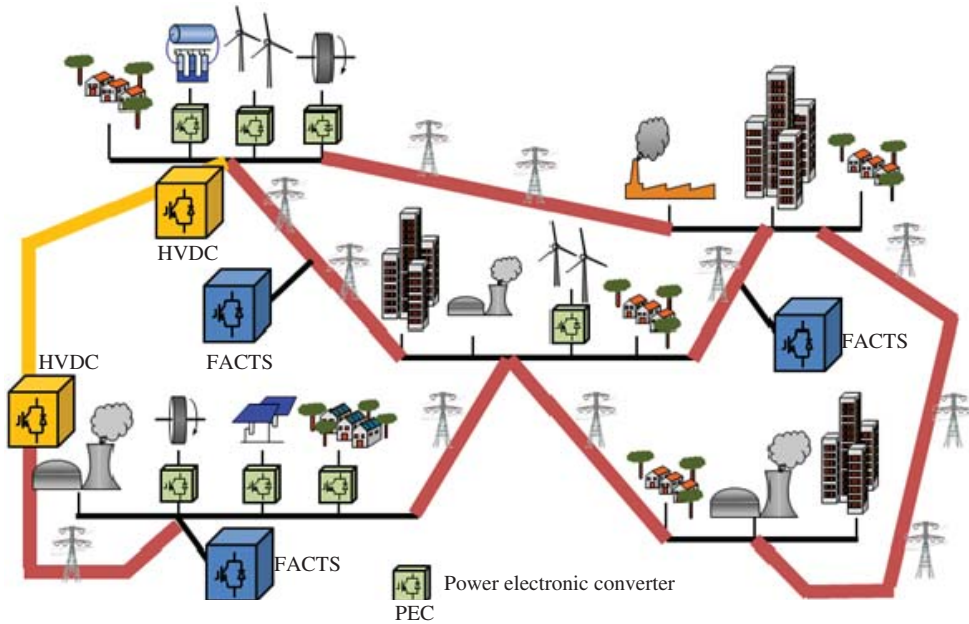 HVDC
FACTS
FACTS
HVDC
FACTS
Power electronic converter
PEC